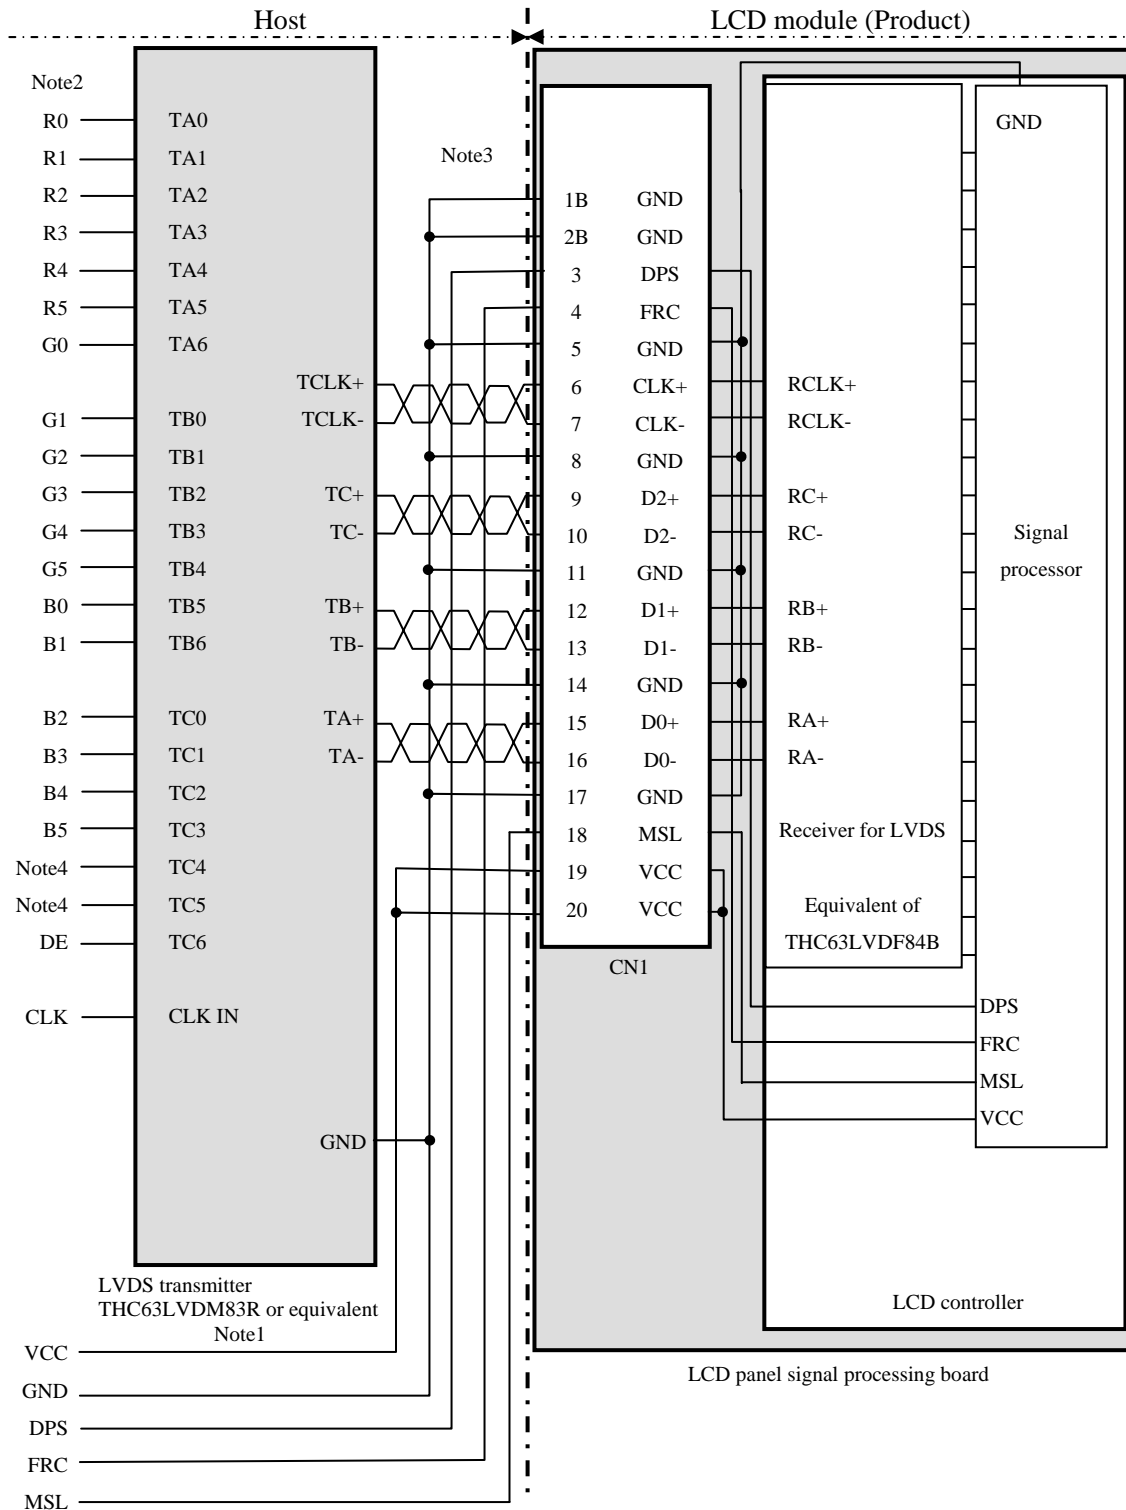 Host
LCD module (Product)
Note2
R0 TA0
R1 TA1
R2 TA2
R3 TA3
R4 TA4
R5 TA5
G0 TA6
TCLK+
G1 TB0 TCLK-
G2 TB1
G3 TB2 TC+
G4 TB3 TC-
G5 TB4
B0 TB5 TB+
B1 TB6 TB-
B2 TC0 TA+
B3 TC1 TA-
B4 TC2
B5 TC3
Note4 TC4
Note4 TC5
DE TC6
CLK CLK IN
GND
LVDS transmitter
THC63LVDM83R or equivalent
Note1
VCC
GND
DPS
FRC
MSL
Note3
1B GND
2B GND
3 DPS
4 FRC
5 GND
6 CLK+
7 CLK-
8 GND
9 D2+
10 D2-
11 GND
12 D1+
13 D1-
14 GND
15 D0+
16 D0-
17 GND
18 MSL
19 VCC
20 VCC
CN1
RCLK+
RCLK-
RC+
RC-
RB+
RB-
RA+
RA-
Receiver for LVDS
Equivalent of
THC63LVDF84B
GND
Signal
processor
DPS
FRC
MSL
VCC
LCD controller
LCD panel signal processing board